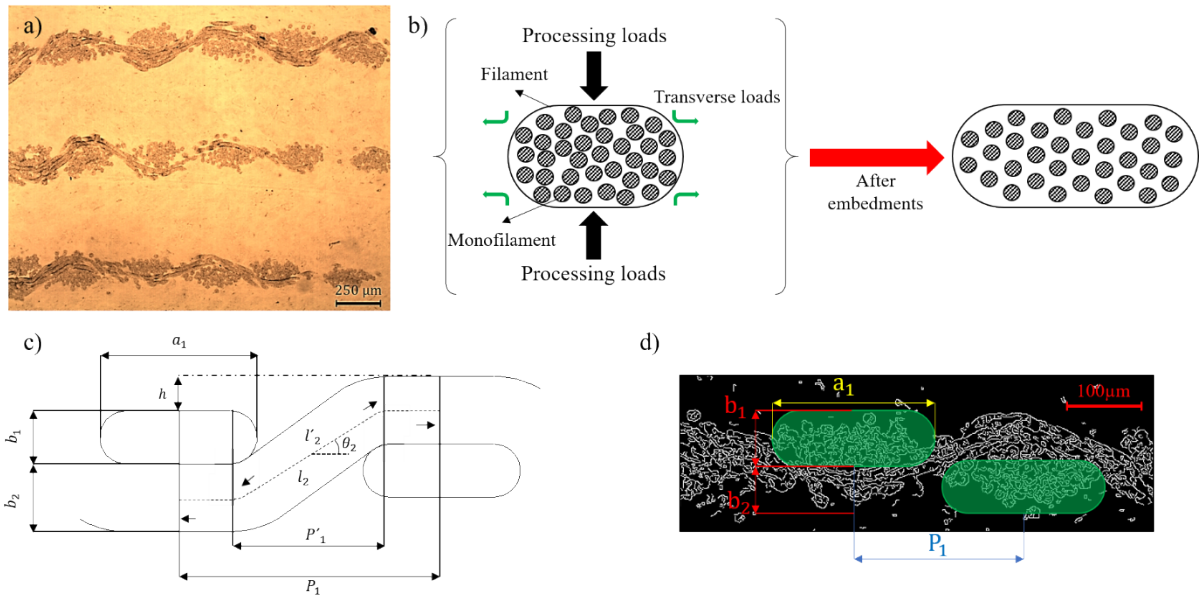 a)
250 μm
b)
Processing loads
Filament
Transverse loads
Monofilament
Processing loads
After
embedments
c)
a₁
h
b₁
b₂
l'₂
θ₂
l₂
P'₁
P₁
d)
a₁
100μm
b₁
b₂
P₁